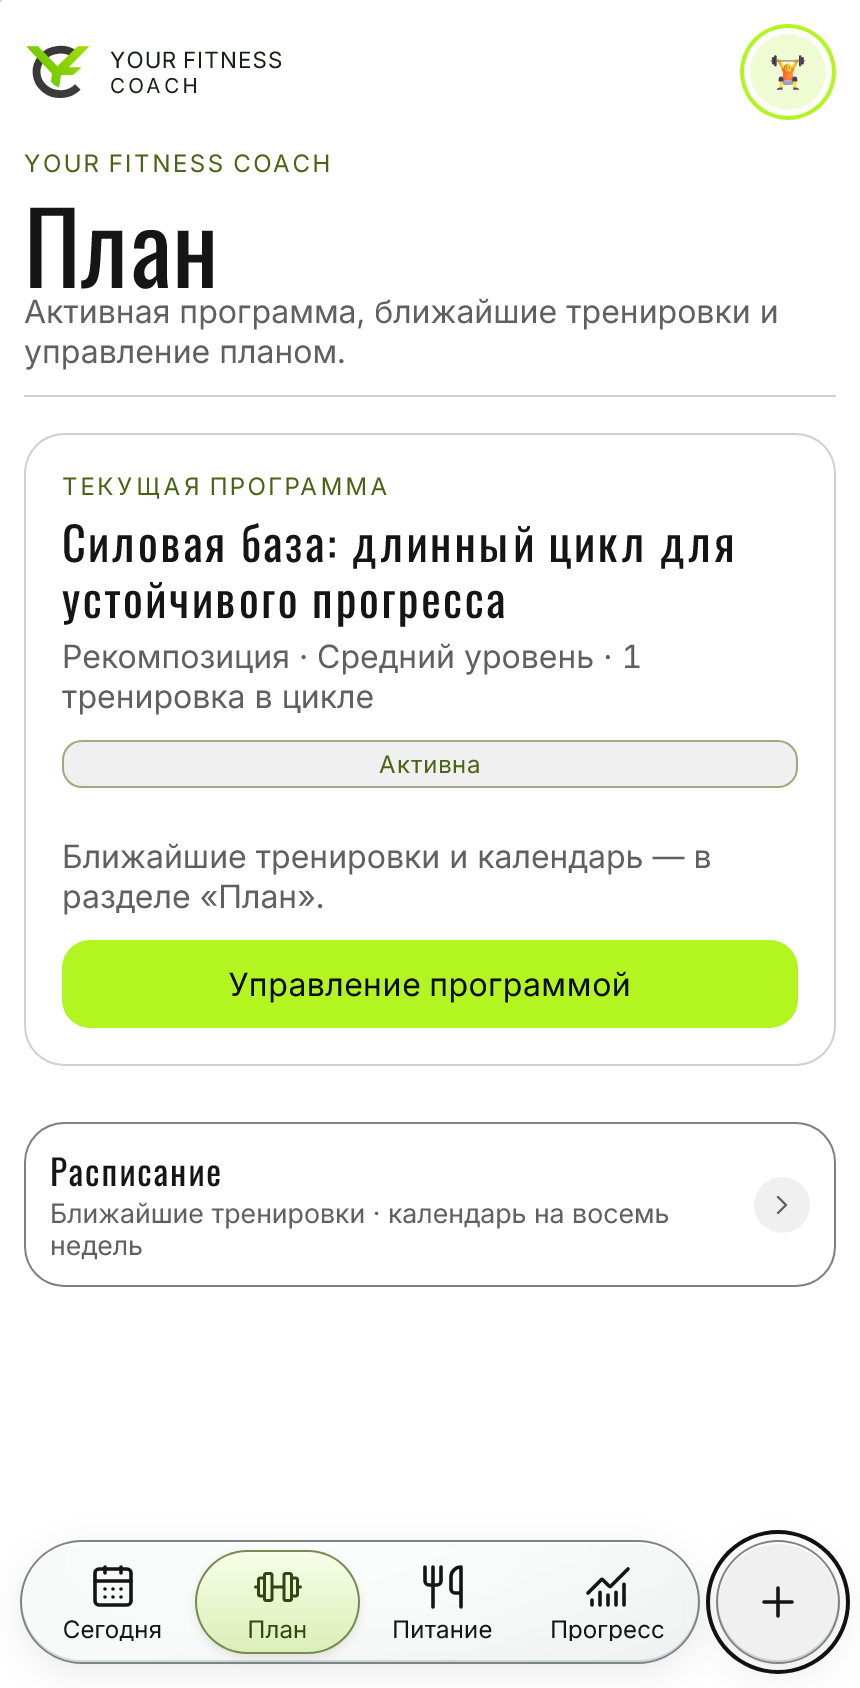 YOUR FITNESS
COACH
YOUR FITNESS COACH
План
Активная программа, ближайшие тренировки и
управление планом.
ТЕКУЩАЯ ПРОГРАММА
Силовая база: длинный цикл для
устойчивого прогресса
Рекомпозиция · Средний уровень · 1
тренировка в цикле
Активна
Ближайшие тренировки и календарь — в
разделе «План».
Управление программой
Расписание
Ближайшие тренировки · календарь на восемь
недель
Сегодня
План
Питание
Прогресс